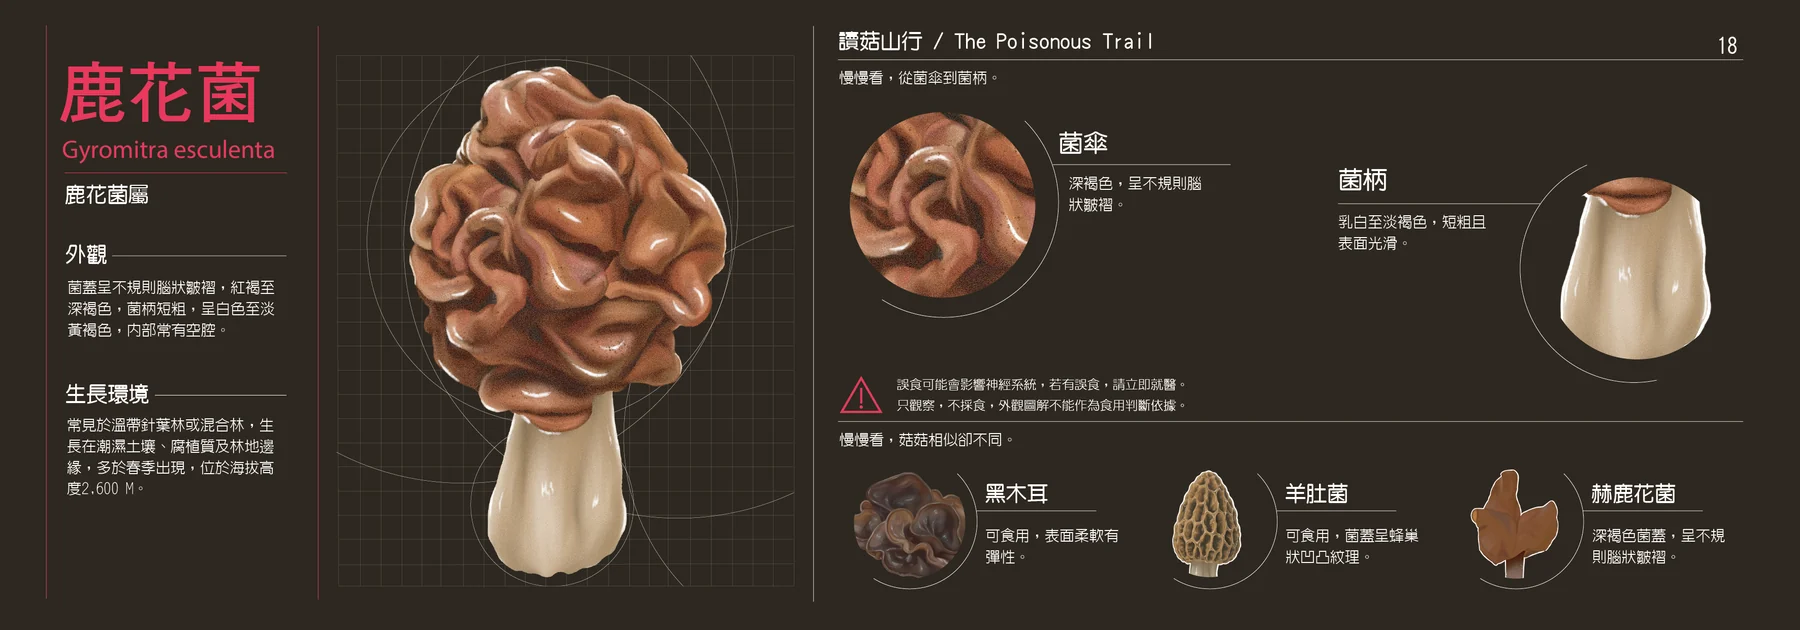 鹿花菌
Gyromitra esculenta
鹿花菌屬
外觀
菌蓋呈不規則腦狀皺褶，紅褐至
深褐色，菌柄短粗，呈白色至淡
黃褐色，內部常有空腔。
生長環境
常見於溫帶針葉林或混合林，生
長在潮濕土壤、腐植質及林地邊
緣，多於春季出現，位於海拔高
度2,600 M。
讀菇山行 / The Poisonous Trail
18
慢慢看，從菌傘到菌柄。
菌傘
深褐色，呈不規則腦
狀皺褶。
菌柄
乳白至淡褐色，短粗且
表面光滑。
誤食可能會影響神經系統，若有誤食，請立即就醫。
只觀察，不採食，外觀圖解不能作為食用判斷依據。
慢慢看，菇菇相似卻不同。
黑木耳
可食用，表面柔軟有
彈性。
羊肚菌
可食用，菌蓋呈蜂巢
狀凹凸紋理。
赫鹿花菌
深褐色菌蓋，呈不規
則腦狀皺褶。